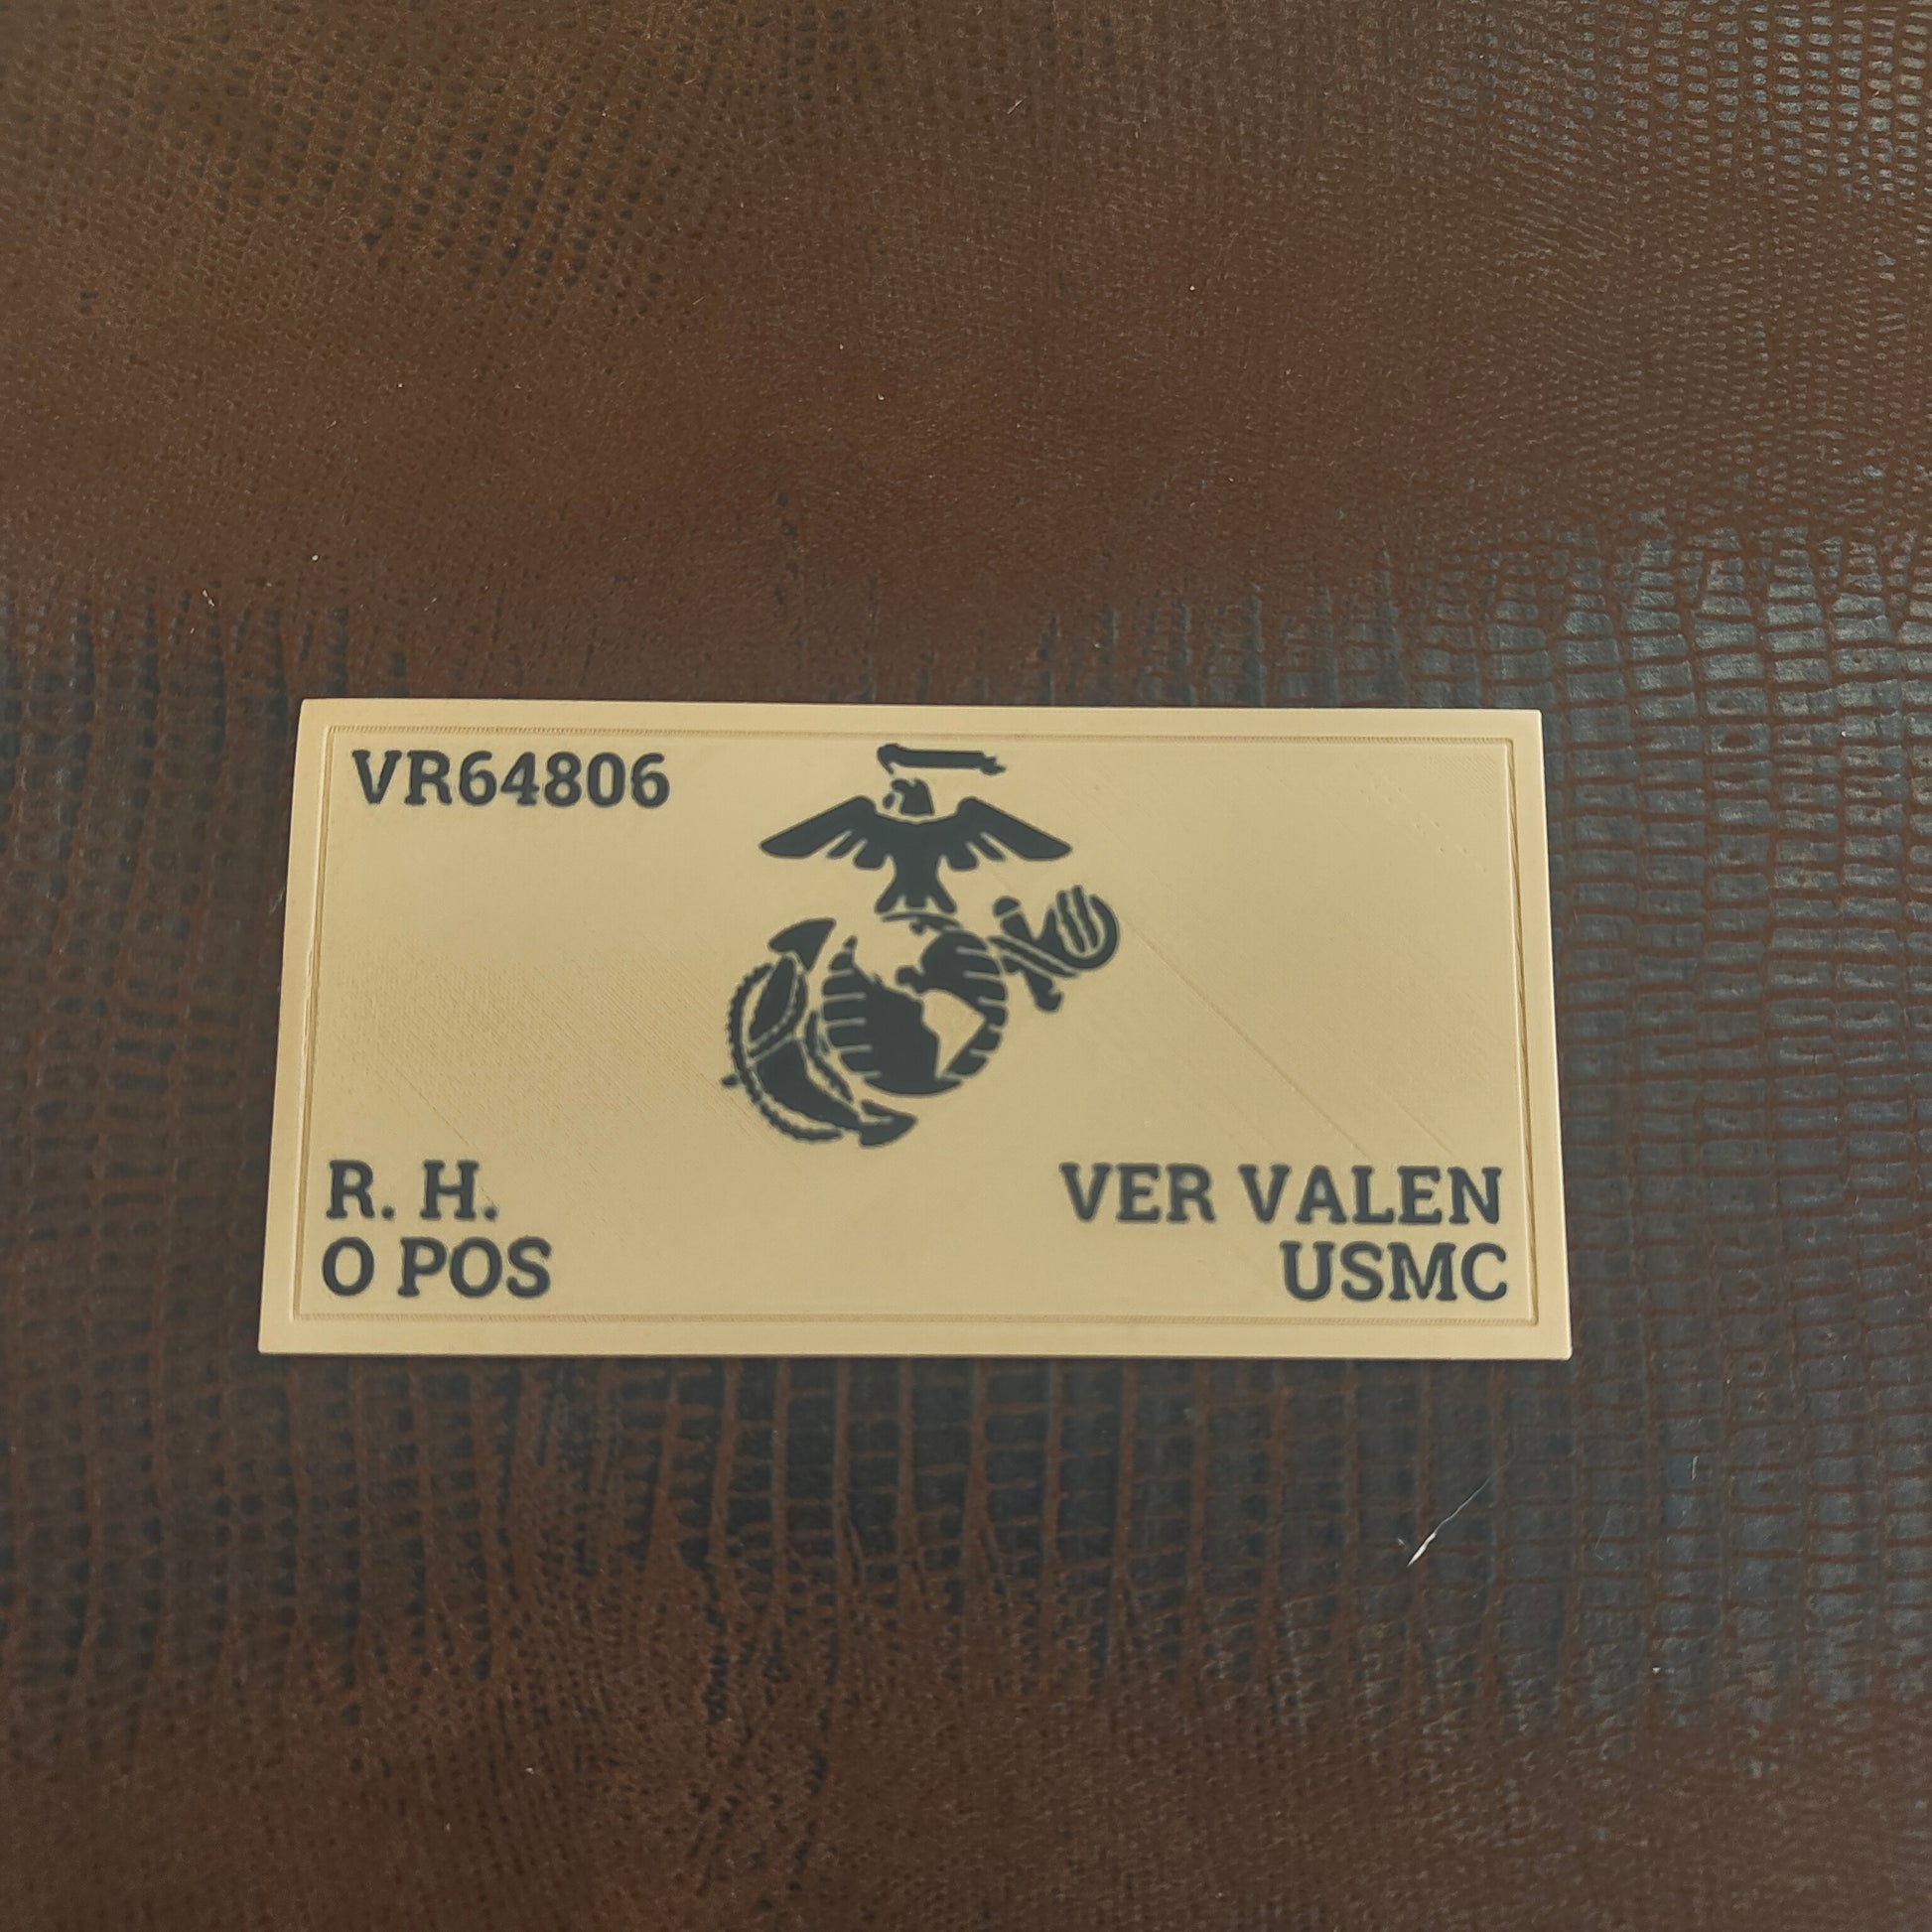 VR64806
R. H.
VER VALEN
O POS
USMC